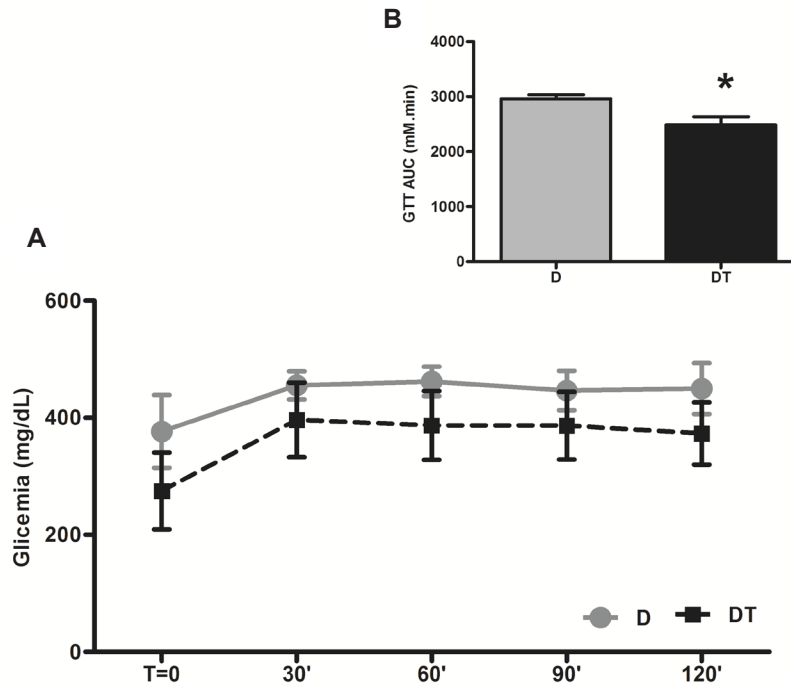 B
4000
3000
2000
1000
0
GTT AUC (mM.min)
*
D DT
A
600
400
200
0
Glicemia (mg/dL)
D DT
T=0 30' 60' 90' 120'